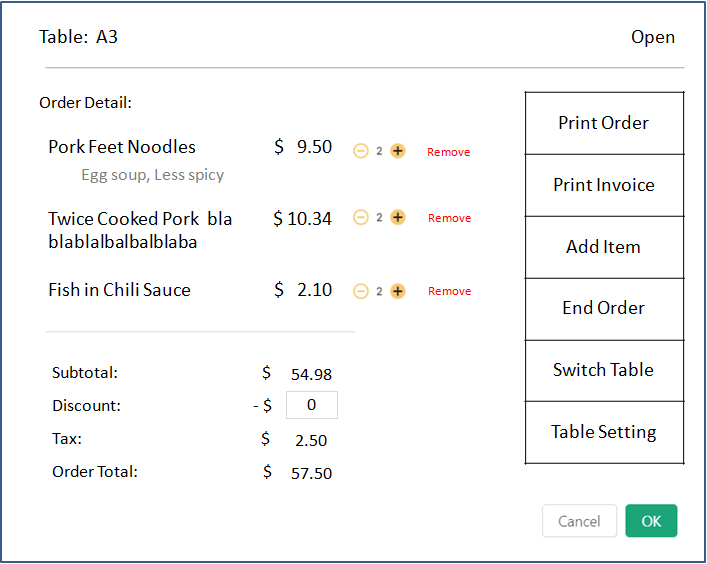 Table: A3 Open
Order Detail:
Pork Feet Noodles $ 9.50 − 2 + Remove
Egg soup, Less spicy
Twice Cooked Pork bla $ 10.34 − 2 + Remove
blablalbalbalblaba
Fish in Chili Sauce $ 2.10 − 2 + Remove
Subtotal: $ 54.98
Discount: - $ 0
Tax: $ 2.50
Order Total: $ 57.50
Print Order
Print Invoice
Add Item
End Order
Switch Table
Table Setting
Cancel OK